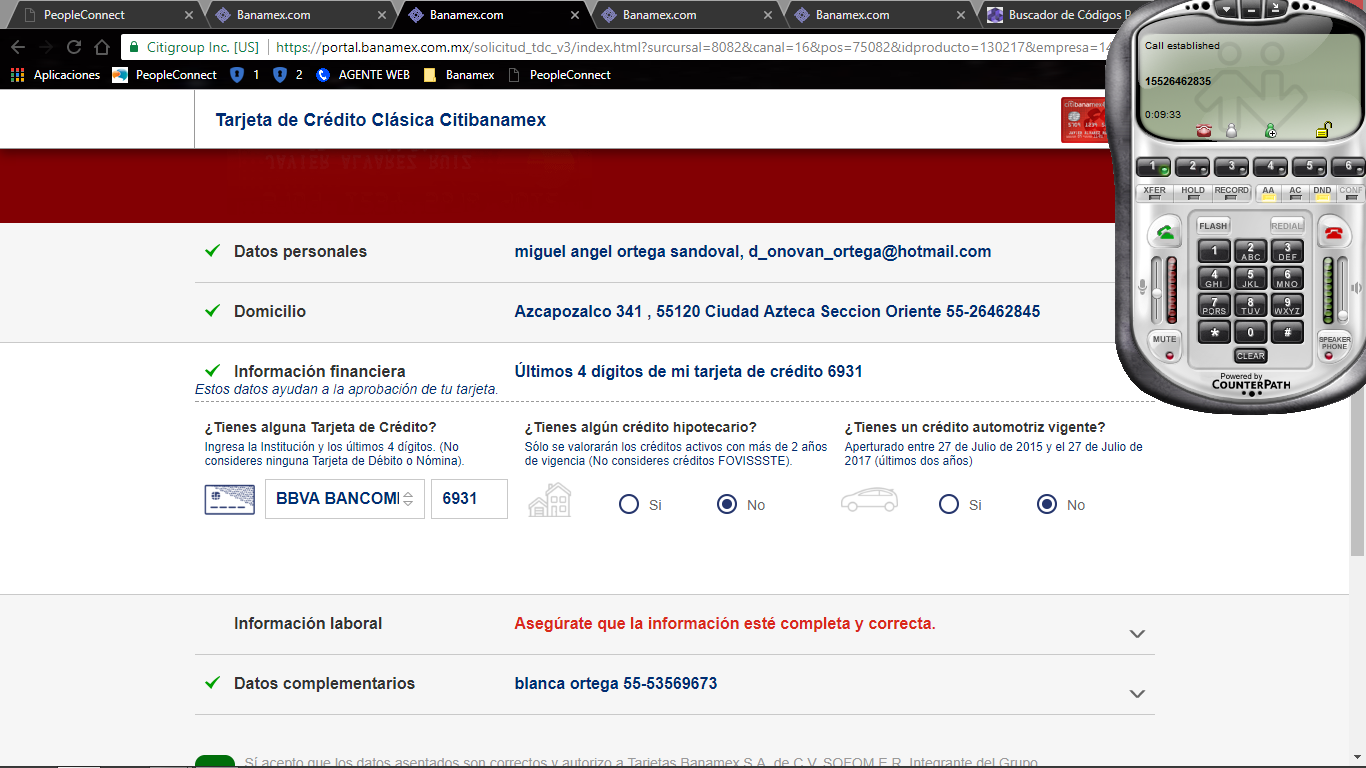 PeopleConnect
Banamex.com
Banamex.com
Banamex.com
Banamex.com
Buscador de Códigos P
Citigroup Inc. [US] https://portal.banamex.com.mx/solicitud_tdc_v3/index.html?sursursal=8082&canal=16&pos=75082&idproducto=130217&empresa=14
Aplicaciones PeopleConnect 1 2 AGENTE WEB Banamex PeopleConnect
Tarjeta de Crédito Clásica Citibanamex
citibanamex
JAVIER ALVAREZ RUIZ
Datos personales miguel angel ortega sandoval, d_onovan_ortega@hotmail.com
Domicilio Azcapozalco 341 , 55120 Ciudad Azteca Seccion Oriente 55-26462845
Información financiera Últimos 4 dígitos de mi tarjeta de crédito 6931
Estos datos ayudan a la aprobación de tu tarjeta.
¿Tienes alguna Tarjeta de Crédito?
Ingresa la Institución y los últimos 4 dígitos. (No
consideres ninguna Tarjeta de Débito o Nómina).
BBVA BANCOM 6931
¿Tienes algún crédito hipotecario?
Sólo se valorarán los créditos activos con más de 2 años
de vigencia (No consideres créditos FOVISSSTE).
Si No
¿Tienes un crédito automotriz vigente?
Aperturado entre 27 de Julio de 2015 y el 27 de Julio de
2017 (últimos dos años)
Si No
Información laboral Asegúrate que la información esté completa y correcta.
Datos complementarios blanca ortega 55-53569673
Sí acepto que los datos asentados son correctos y autorizo a Tarjetas Banamex S.A. de C.V. SOFOM E.R. Integrante del Grupo
Call established
15526462835
0:09:33
1 2 3 4 5 6
XFER HOLD RECORD AA AC DND CONF
FLASH REDIAL
1 2 ABC 3 DEF
4 GHI 5 JKL 6 MNO
7 PQRS 8 TUV 9 WXYZ
* 0 #
MUTE CLEAR SPEAKER PHONE
Powered by
COUNTERPATH